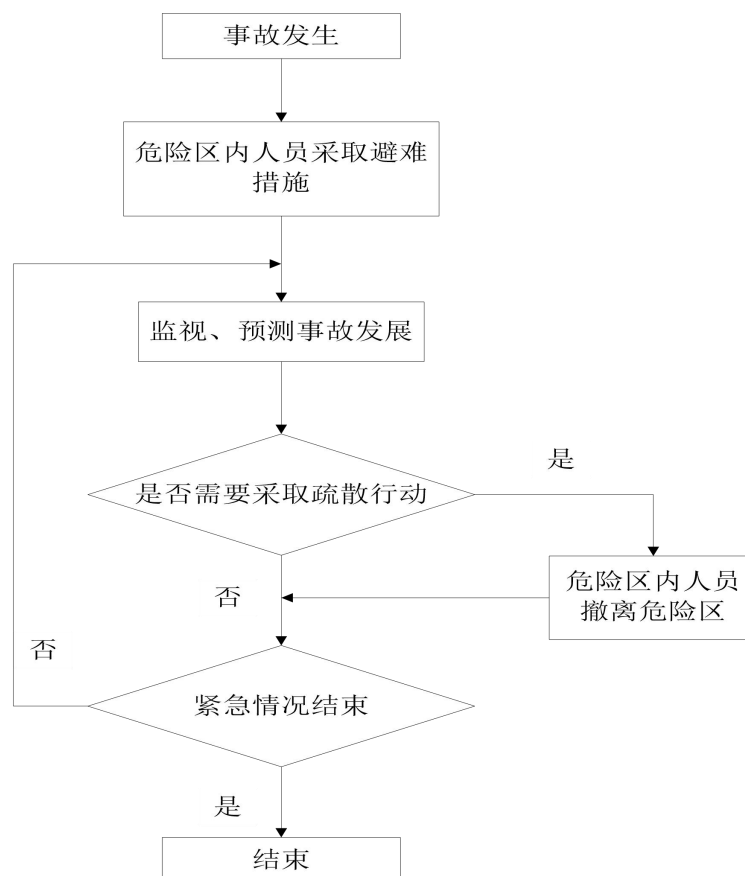 事故发生
危险区内人员采取避难
措施
监视、预测事故发展
是否需要采取疏散行动
是
危险区内人员
撤离危险区
否
否
紧急情况结束
是
结束